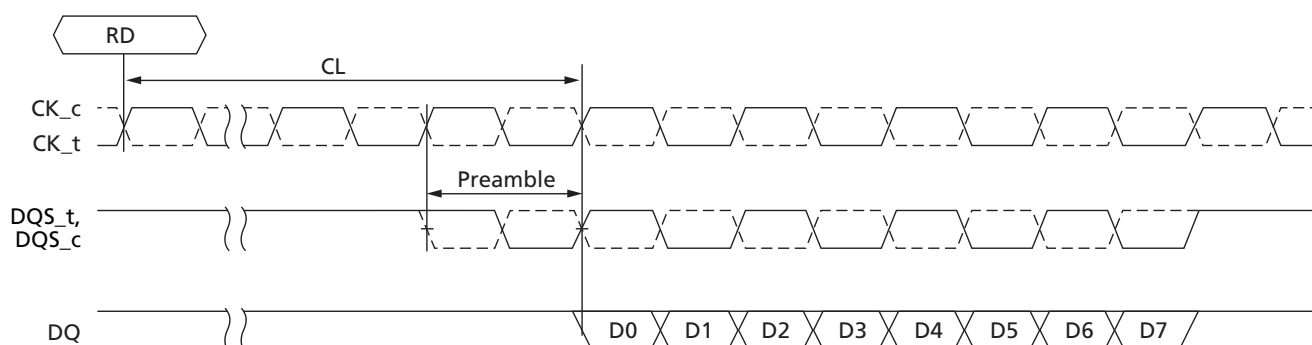 RD
CL
CK_c
CK_t
Preamble
DQS_t,
DQS_c
DQ D0 D1 D2 D3 D4 D5 D6 D7